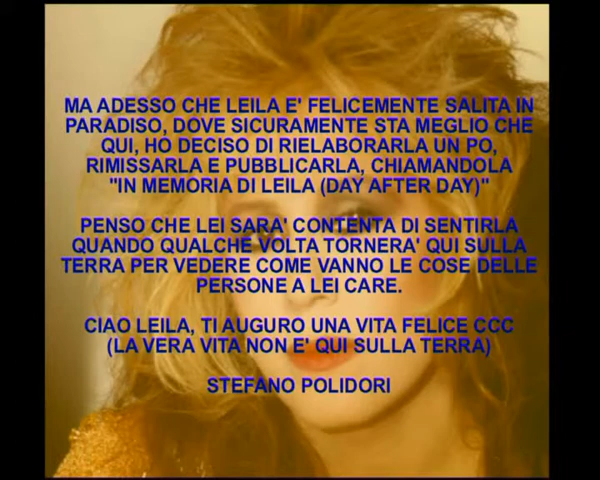 MA ADESSO CHE LEILA E' FELICEMENTE SALITA IN
PARADISO, DOVE SICURAMENTE STA MEGLIO CHE
QUI, HO DECISO DI RIELABORARLA UN PO,
RIMISSARLA E PUBBLICARLA, CHIAMANDOLA
"IN MEMORIA DI LEILA (DAY AFTER DAY)"
PENSO CHE LEI SARA' CONTENTA DI SENTIRLA
QUANDO QUALCHE VOLTA TORNERA' QUI SULLA
TERRA PER VEDERE COME VANNO LE COSE DELLE
PERSONE A LEI CARE.
CIAO LEILA, TI AUGURO UNA VITA FELICE CCC
(LA VERA VITA NON E' QUI SULLA TERRA)
STEFANO POLIDORI